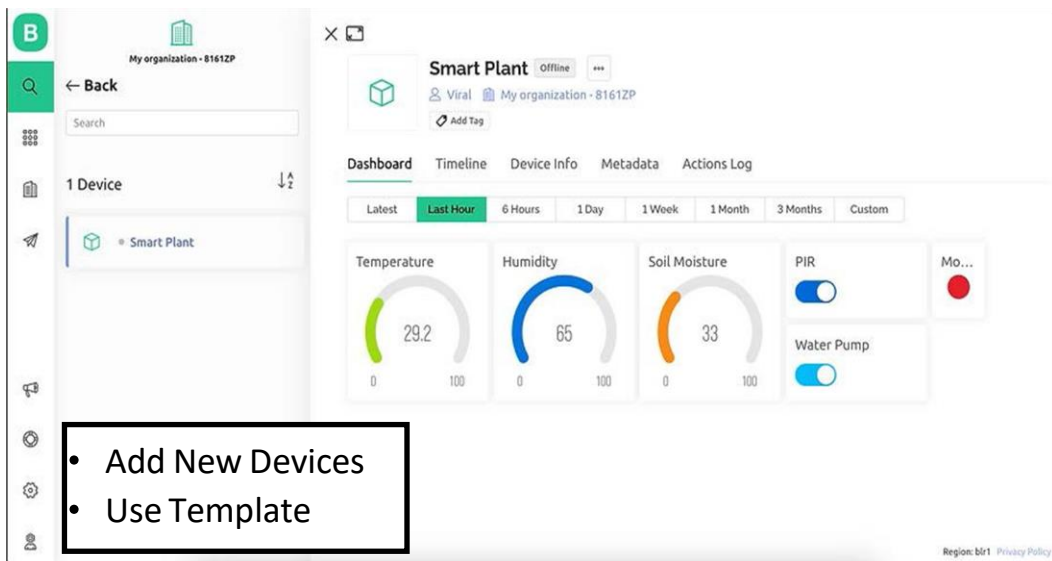 B
My organization - 8161ZP
← Back
Search
1 Device
↓ A Z
Smart Plant
Smart Plant Offline ...
Viral My organization - 8161ZP
Add Tag
Dashboard Timeline Device Info Metadata Actions Log
Latest Last Hour 6 Hours 1 Day 1 Week 1 Month 3 Months Custom
Temperature Humidity Soil Moisture PIR Mo...
29.2 65 33
Water Pump
0 100 0 100 0 100
• Add New Devices
• Use Template
Region: blr1 Privacy Policy